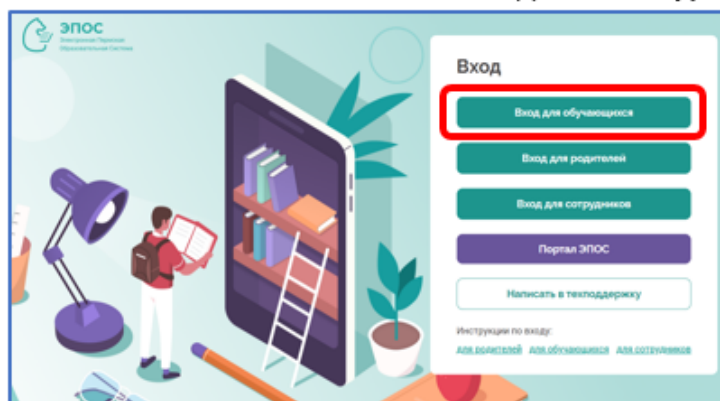 ЭПОС
Электронная Пермская
Образовательная Система
Вход
Вход для обучающихся
Вход для родителей
Вход для сотрудников
Портал ЭПОС
Написать в техподдержку
Инструкции по входу:
для родителей для обучающихся для сотрудников